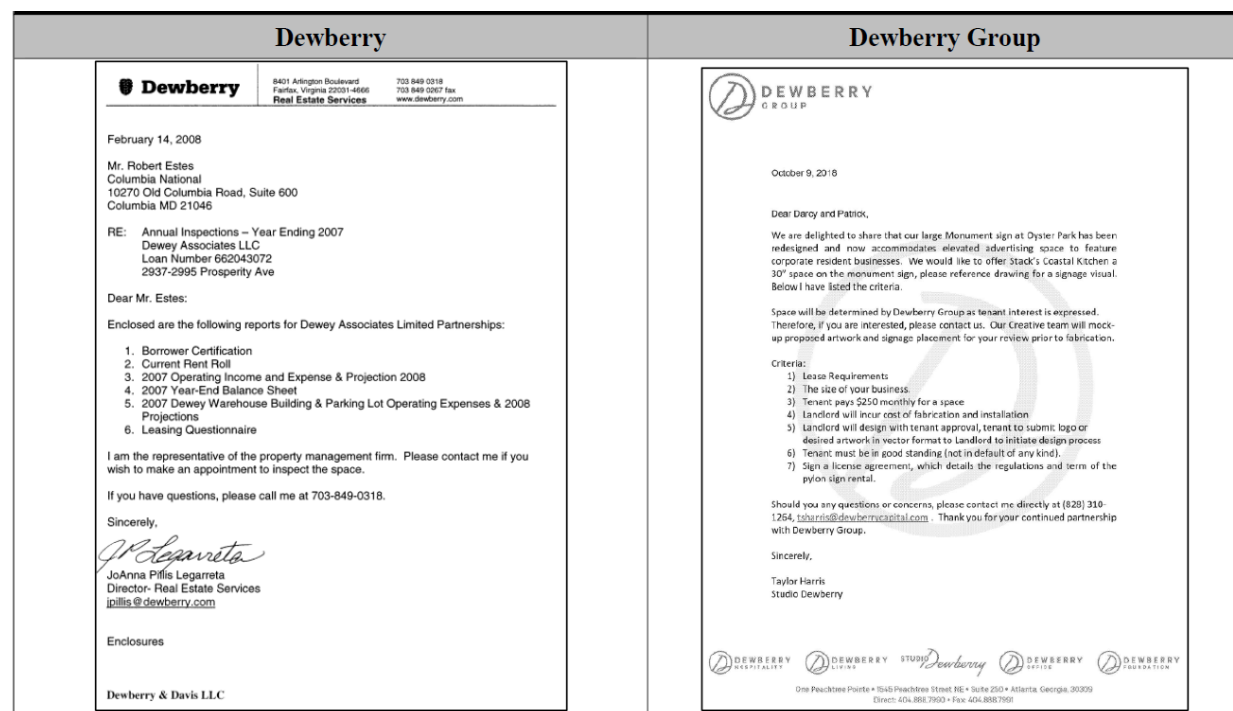 Dewberry
Dewberry Group
Dewberry
8401 Arlington Boulevard
Fairfax, Virginia 22031-4666
Real Estate Services
703 849 0318
703 849 0267 fax
www.dewberry.com
February 14, 2008
Mr. Robert Estes
Columbia National
10270 Old Columbia Road, Suite 600
Columbia MD 21046
RE: Annual Inspections – Year Ending 2007
Dewey Associates LLC
Loan Number 662043072
2937-2995 Prosperity Ave
Dear Mr. Estes:
Enclosed are the following reports for Dewey Associates Limited Partnerships:
1. Borrower Certification
2. Current Rent Roll
3. 2007 Operating Income and Expense & Projection 2008
4. 2007 Year-End Balance Sheet
5. 2007 Dewey Warehouse Building & Parking Lot Operating Expenses & 2008
Projections
6. Leasing Questionnaire
I am the representative of the property management firm. Please contact me if you
wish to make an appointment to inspect the space.
If you have questions, please call me at 703-849-0318.
Sincerely,
JP Legarreta
JoAnna Pillis Legarreta
Director- Real Estate Services
jpillis@dewberry.com
Enclosures
Dewberry & Davis LLC
DEWBERRY
GROUP
October 9, 2018
Dear Darcy and Patrick,
We are delighted to share that our large Monument sign at Oyster Park has been
redesigned and now accommodates elevated advertising space to feature
corporate resident businesses. We would like to offer Stack's Coastal Kitchen a
30" space on the monument sign, please reference drawing for a signage visual.
Below I have listed the criteria.
Space will be determined by Dewberry Group as tenant interest is expressed.
Therefore, if you are interested, please contact us. Our Creative team will mock-
up proposed artwork and signage placement for your review prior to fabrication.
Criteria:
1) Lease Requirements
2) The size of your business.
3) Tenant pays $250 monthly for a space
4) Landlord will incur cost of fabrication and installation
5) Landlord will design with tenant approval, tenant to submit logo or
desired artwork in vector format to Landlord to initiate design process
6) Tenant must be in good standing (not in default of any kind).
7) Sign a license agreement, which details the regulations and term of the
pylon sign rental.
Should you any questions or concerns, please contact me directly at (828) 310-
1264, tsharris@dewberrycapital.com . Thank you for your continued partnership
with Dewberry Group.
Sincerely,
Taylor Harris
Studio Dewberry
DEWBERRY
HOSPITALITY
DEWBERRY
LIVING
STUDIO Dewberry
DEWBERRY
OFFICE
DEWBERRY
FOUNDATION
One Peachtree Pointe • 1545 Peachtree Street NE • Suite 250 • Atlanta, Georgia, 30309
Direct: 404.888.7990 • Fax: 404.888.7991